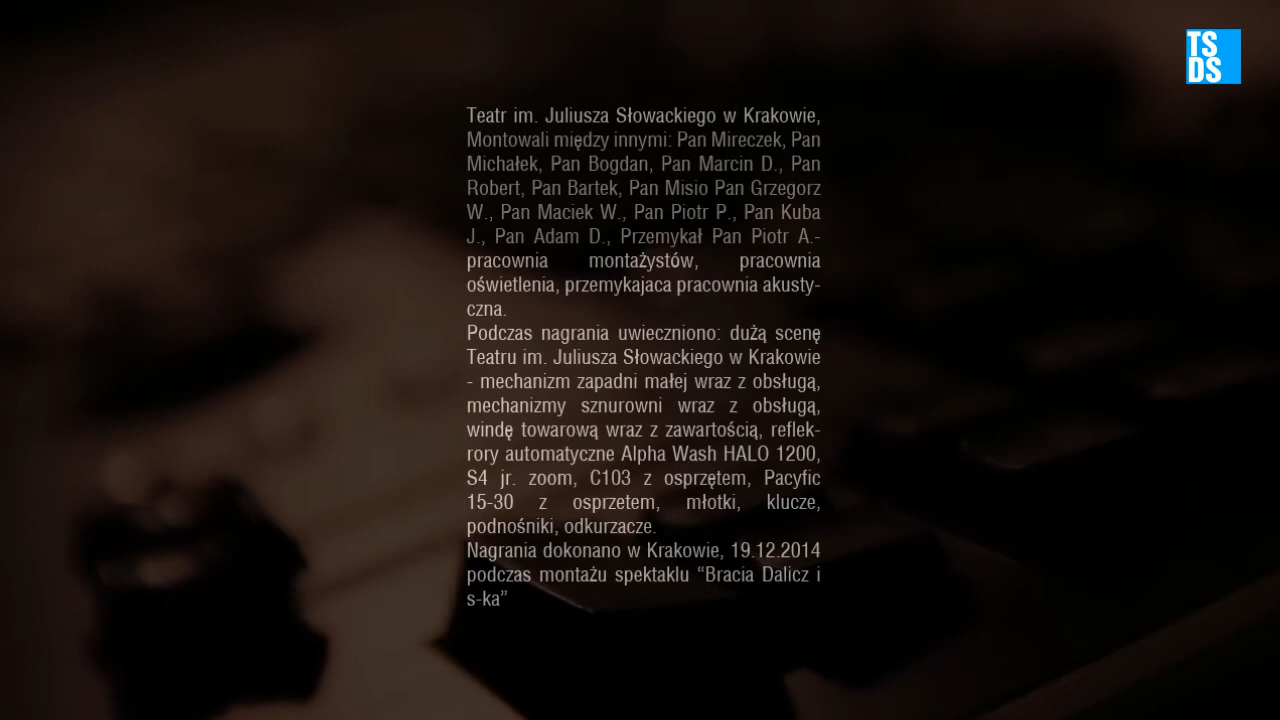 TS
DS
Teatr im. Juliusza Słowackiego w Krakowie,
Montowali między innymi: Pan Mireczek, Pan
Michałek, Pan Bogdan, Pan Marcin D., Pan
Robert, Pan Bartek, Pan Misio Pan Grzegorz
W., Pan Maciek W., Pan Piotr P., Pan Kuba
J., Pan Adam D., Przemykał Pan Piotr A.-
pracownia montażystów, pracownia
oświetlenia, przemykajaca pracownia akusty-
czna.
Podczas nagrania uwieczniono: dużą scenę
Teatru im. Juliusza Słowackiego w Krakowie
- mechanizm zapadni małej wraz z obsługą,
mechanizmy sznurowni wraz z obsługą,
windę towarową wraz z zawartością, reflek-
rory automatyczne Alpha Wash HALO 1200,
S4 jr. zoom, C103 z osprzętem, Pacyfic
15-30 z osprzetem, młotki, klucze,
podnośniki, odkurzacze.
Nagrania dokonano w Krakowie, 19.12.2014
podczas montażu spektaklu “Bracia Dalicz i
s-ka”